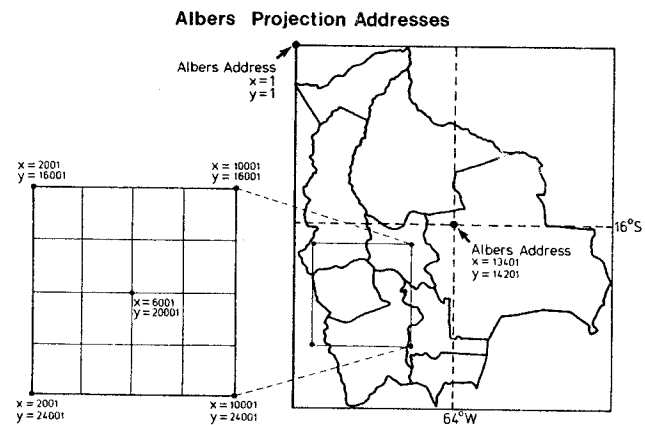 Albers Projection Addresses
Albers Address
x=1
y=1
x=2001
y=16001
x=10001
y=16001
16°S
Albers Address
x=13401
y=14201
x=6001
y=20001
x=2001
y=24001
x=10001
y=24001
64°W